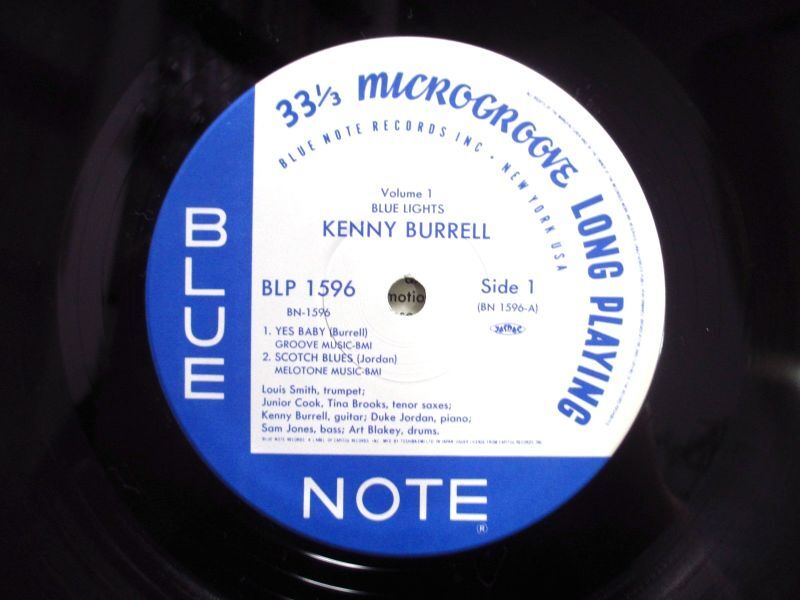 33⅓ MICROGROOVE LONG PLAYING
BLUE NOTE RECORDS INC • NEW YORK USA
Volume 1
BLUE LIGHTS
KENNY BURRELL
BLP 1596
BN-1596
Side 1
(BN 1596-A)
1. YES BABY (Burrell)
GROOVE MUSIC-BMI
2. SCOTCH BLUES (Jordan)
MELOTONE MUSIC-BMI
Louis Smith, trumpet;
Junior Cook, Tina Brooks, tenor saxes;
Kenny Burrell, guitar; Duke Jordan, piano;
Sam Jones, bass; Art Blakey, drums.
BLUE
NOTE®